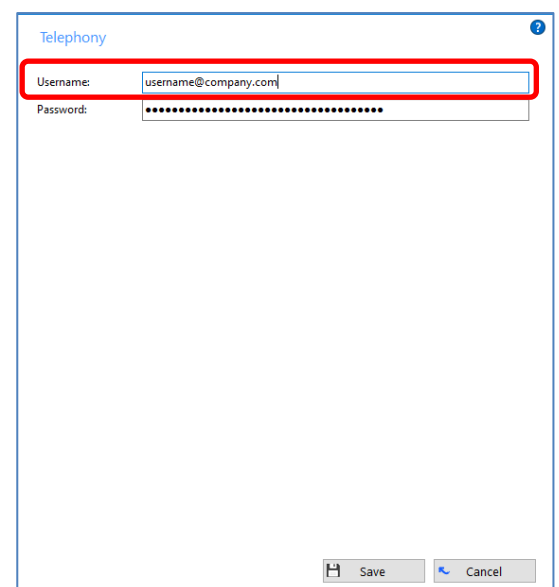 Telephony
?
Username: username@company.com
Password: ••••••••••••••••••••••••••••••••••••
Save Cancel